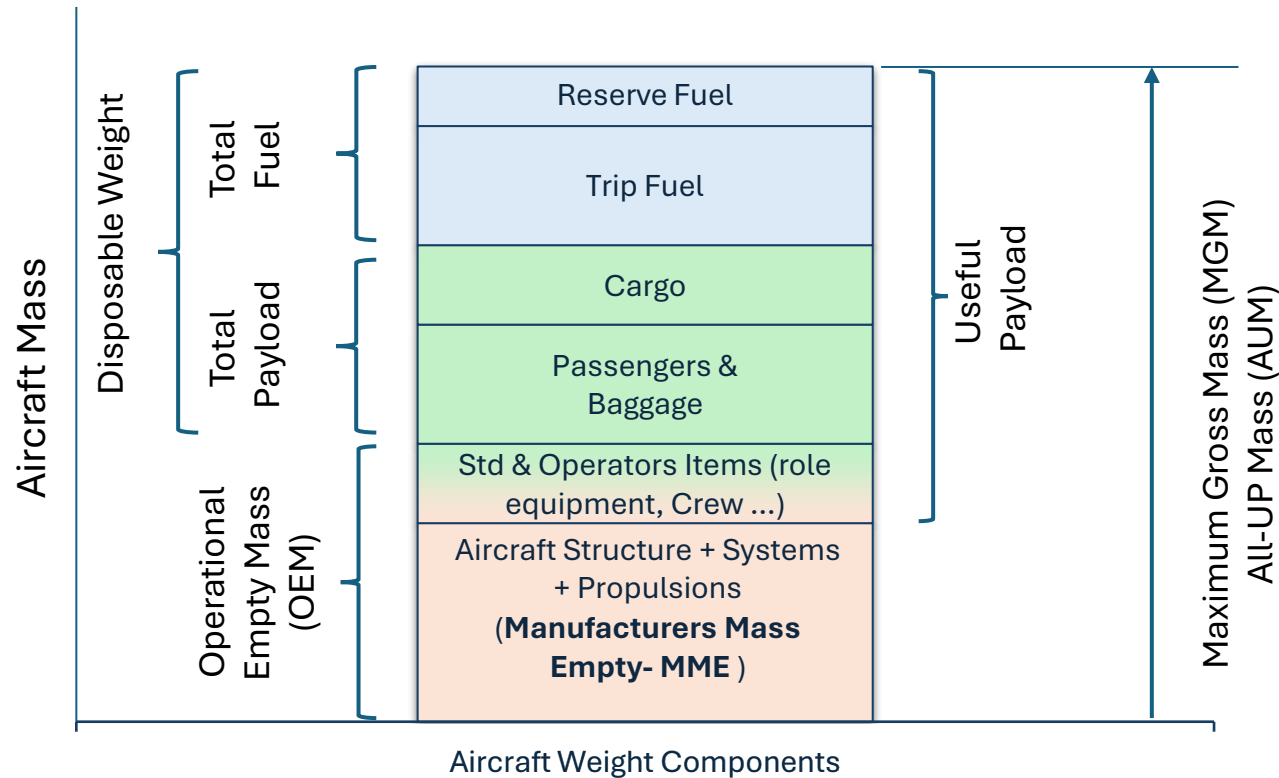 Aircraft Mass
Disposable Weight
Total
Fuel
Total
Payload
Operational
Empty Mass
(OEM)
Reserve Fuel
Trip Fuel
Cargo
Passengers &
Baggage
Std & Operators Items (role
equipment, Crew ...)
Aircraft Structure + Systems
+ Propulsions
(Manufacturers Mass
Empty- MME )
Useful
Payload
Maximum Gross Mass (MGM)
All-UP Mass (AUM)
Aircraft Weight Components